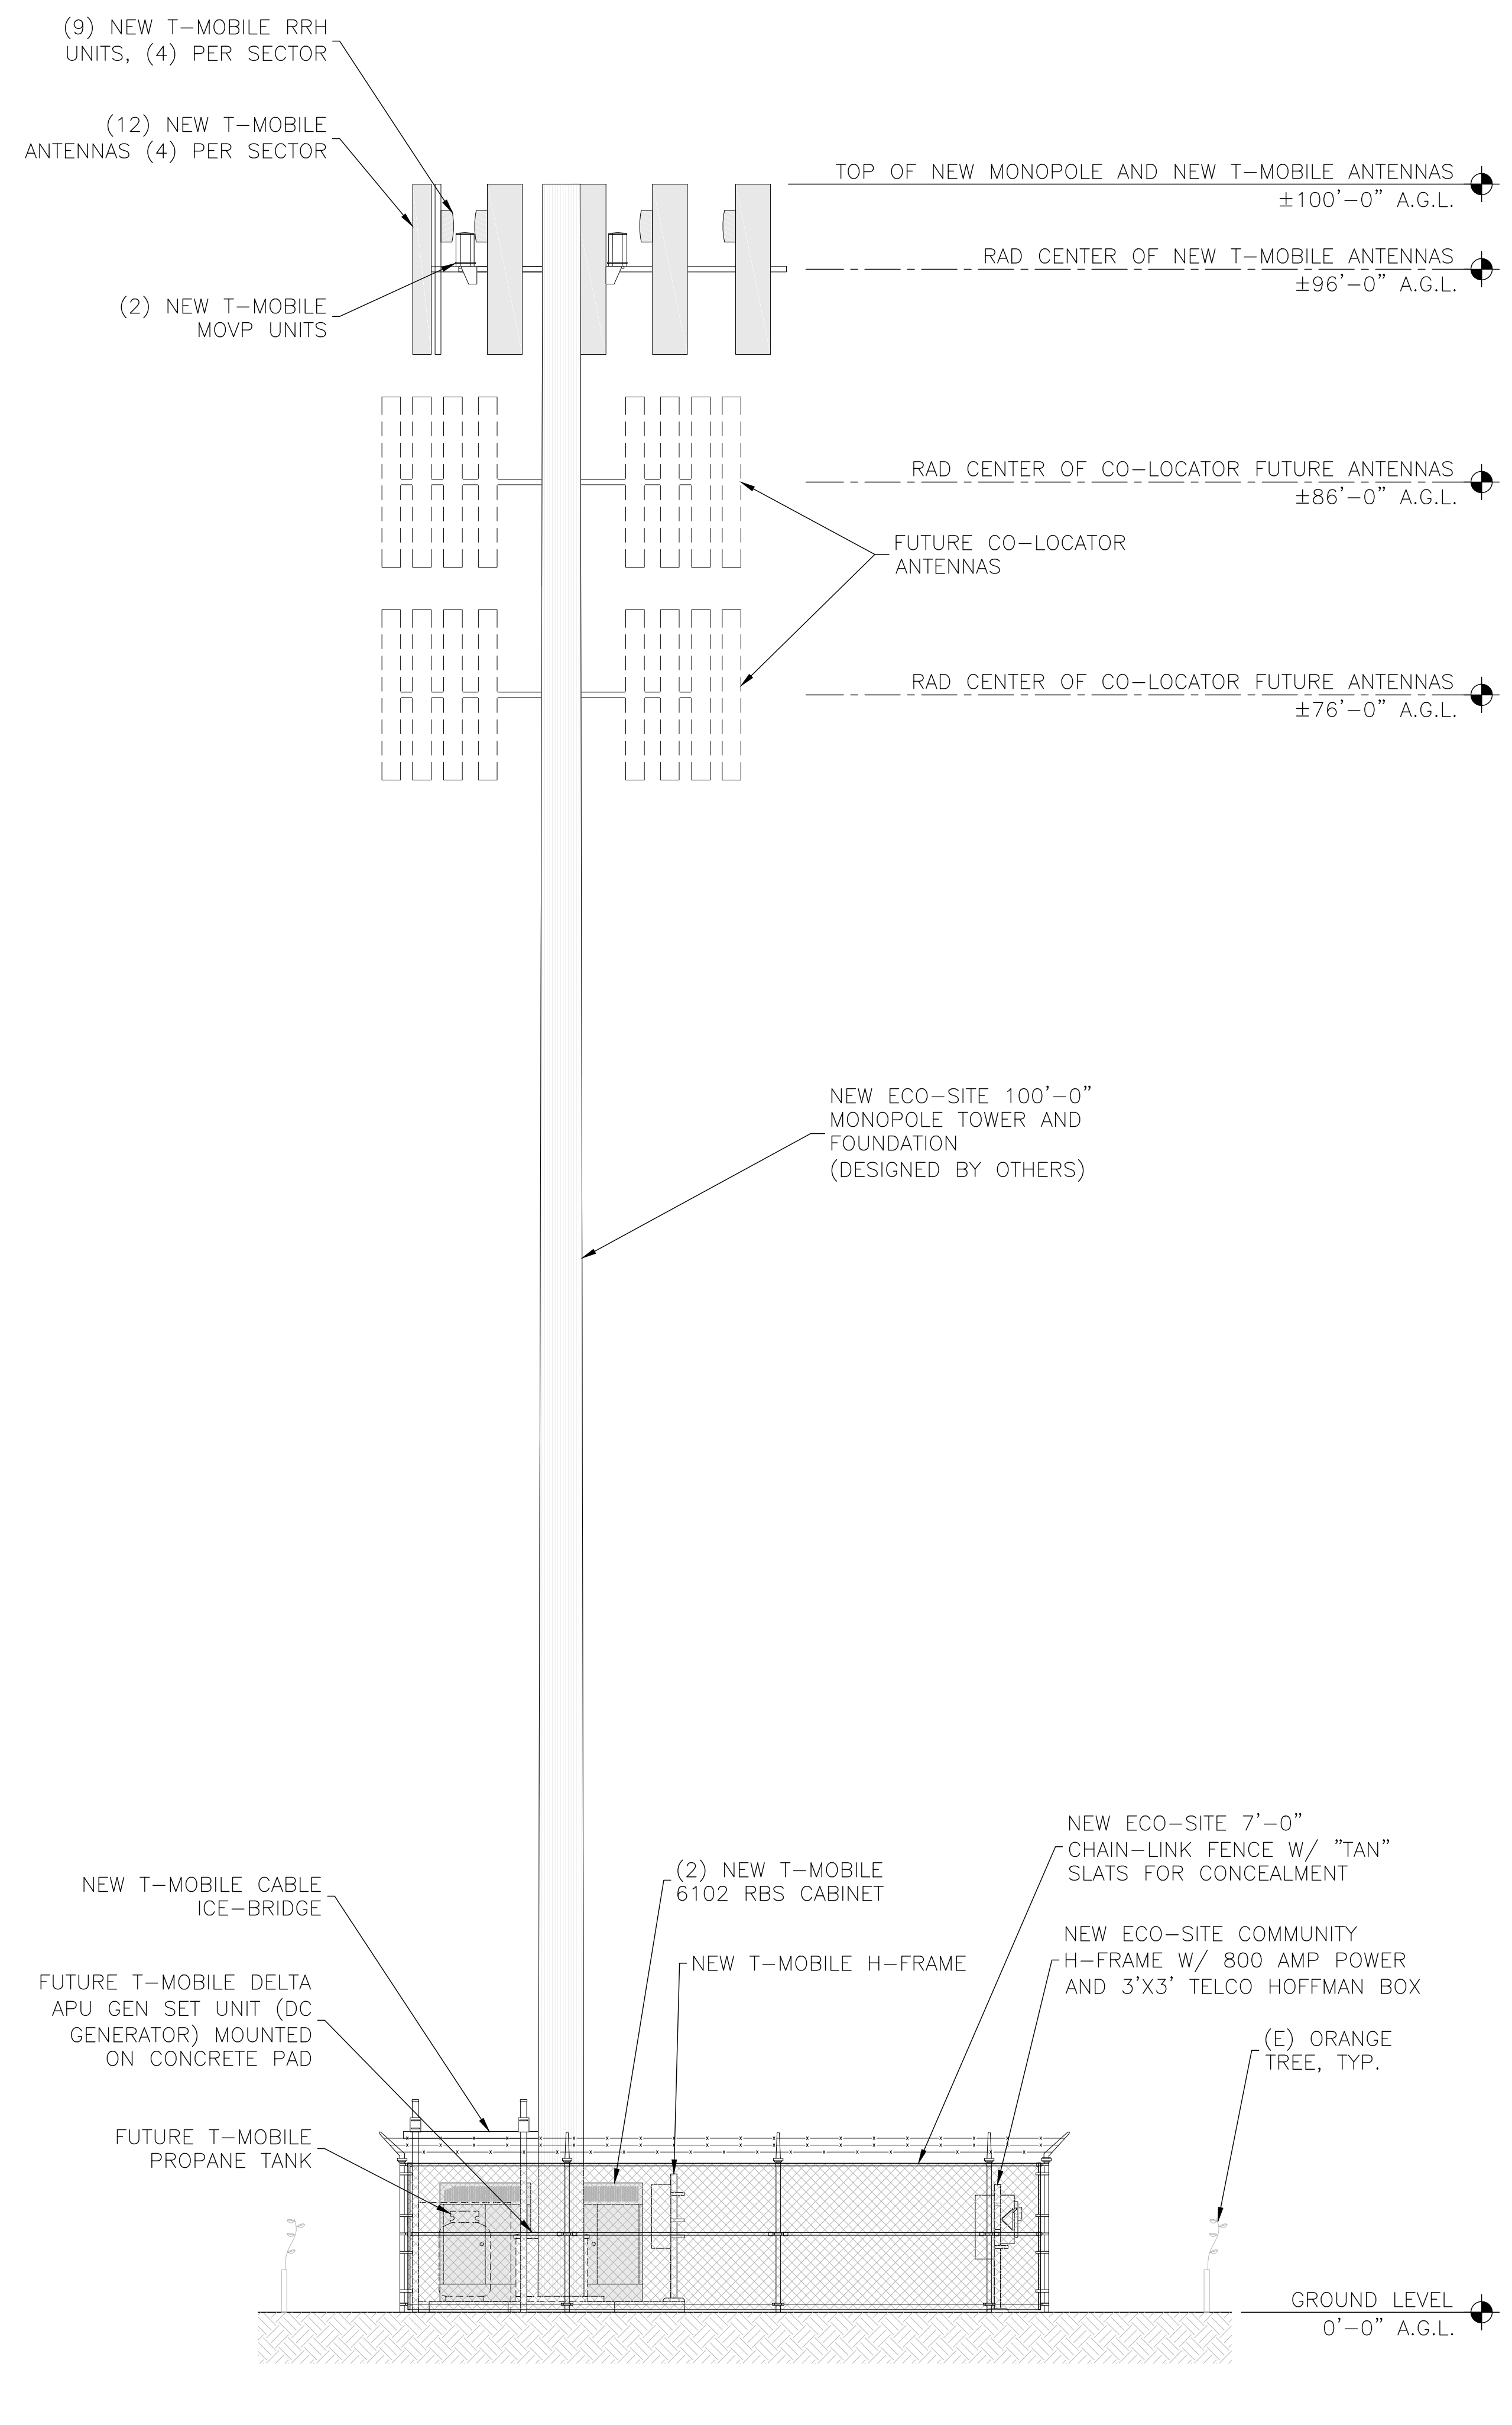 (9) NEW T-MOBILE RRH
UNITS, (4) PER SECTOR
(12) NEW T-MOBILE
ANTENNAS (4) PER SECTOR
TOP OF NEW MONOPOLE AND NEW T-MOBILE ANTENNAS
±100'-0" A.G.L.
RAD CENTER OF NEW T-MOBILE ANTENNAS
±96'-0" A.G.L.
(2) NEW T-MOBILE
MOVP UNITS
RAD CENTER OF CO-LOCATOR FUTURE ANTENNAS
±86'-0" A.G.L.
FUTURE CO-LOCATOR
ANTENNAS
RAD CENTER OF CO-LOCATOR FUTURE ANTENNAS
±76'-0" A.G.L.
NEW ECO-SITE 100'-0"
MONOPOLE TOWER AND
FOUNDATION
(DESIGNED BY OTHERS)
NEW ECO-SITE 7'-0"
CHAIN-LINK FENCE W/ "TAN"
SLATS FOR CONCEALMENT
(2) NEW T-MOBILE
6102 RBS CABINET
NEW T-MOBILE CABLE
ICE-BRIDGE
NEW ECO-SITE COMMUNITY
H-FRAME W/ 800 AMP POWER
AND 3'X3' TELCO HOFFMAN BOX
NEW T-MOBILE H-FRAME
FUTURE T-MOBILE DELTA
APU GEN SET UNIT (DC
GENERATOR) MOUNTED
ON CONCRETE PAD
(E) ORANGE
TREE, TYP.
FUTURE T-MOBILE
PROPANE TANK
GROUND LEVEL
0'-0" A.G.L.